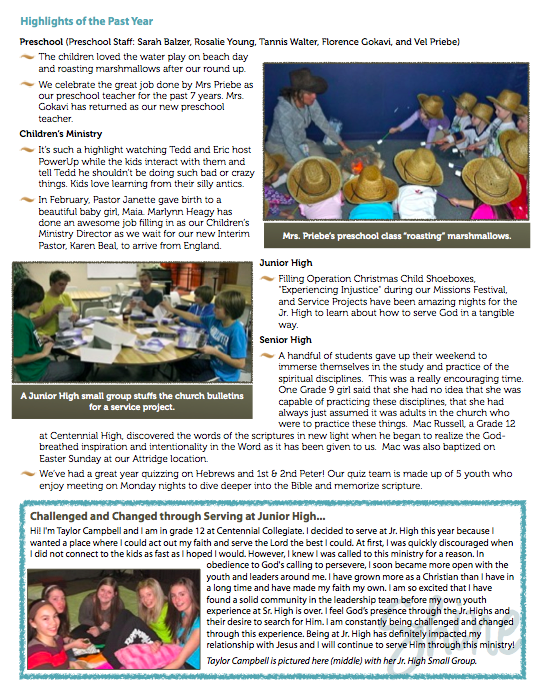 Highlights of the Past Year
Preschool (Preschool Staff: Sarah Balzer, Rosalie Young, Tannis Walter, Florence Gokavi, and Vel Priebe)
The children loved the water play on beach day
and roasting marshmallows after our round up.
We celebrate the great job done by Mrs Priebe as
our preschool teacher for the past 7 years. Mrs.
Gokavi has returned as our new preschool
teacher.
Children's Ministry
It's such a highlight watching Tedd and Eric host
PowerUp while the kids interact with them and
tell Tedd he shouldn't be doing such bad or crazy
things. Kids love learning from their silly antics.
In February, Pastor Janette gave birth to a
beautiful baby girl, Maia. Marlynn Heagy has
done an awesome job filling in as our Children's
Ministry Director as we wait for our new Interim
Pastor, Karen Beal, to arrive from England.
Mrs. Priebe's preschool class "roasting" marshmallows.
A Junior High small group stuffs the church bulletins
for a service project.
Junior High
Filling Operation Christmas Child Shoeboxes,
"Experiencing Injustice" during our Missions Festival,
and Service Projects have been amazing nights for the
Jr. High to learn about how to serve God in a tangible
way.
Senior High
A handful of students gave up their weekend to
immerse themselves in the study and practice of the
spiritual disciplines. This was a really encouraging time.
One Grade 9 girl said that she had no idea that she was
capable of practicing these disciplines, that she had
always just assumed it was adults in the church who
were to practice these things. Mac Russell, a Grade 12
at Centennial High, discovered the words of the scriptures in new light when he began to realize the God-
breathed inspiration and intentionality in the Word as it has been given to us. Mac was also baptized on
Easter Sunday at our Attridge location.
We've had a great year quizzing on Hebrews and 1st & 2nd Peter! Our quiz team is made up of 5 youth who
enjoy meeting on Monday nights to dive deeper into the Bible and memorize scripture.
Challenged and Changed through Serving at Junior High...
Hi! I'm Taylor Campbell and I am in grade 12 at Centennial Collegiate. I decided to serve at Jr. High this year because I
wanted a place where I could act out my faith and serve the Lord the best I could. At first, I was quickly discouraged when
I did not connect to the kids as fast as I hoped I would. However, I knew I was called to this ministry for a reason. In
obedience to God's calling to persevere, I soon became more open with the
youth and leaders around me. I have grown more as a Christian than I have in
a long time and have made my faith my own. I am so excited that I have
found a solid community in the leadership team before my own youth
experience at Sr. High is over. I feel God's presence through the Jr. Highs and
their desire to search for Him. I am constantly being challenged and changed
through this experience. Being at Jr. High has definitely impacted my
relationship with Jesus and I will continue to serve Him through this ministry!
Taylor Campbell is pictured here (middle) with her Jr. High Small Group.